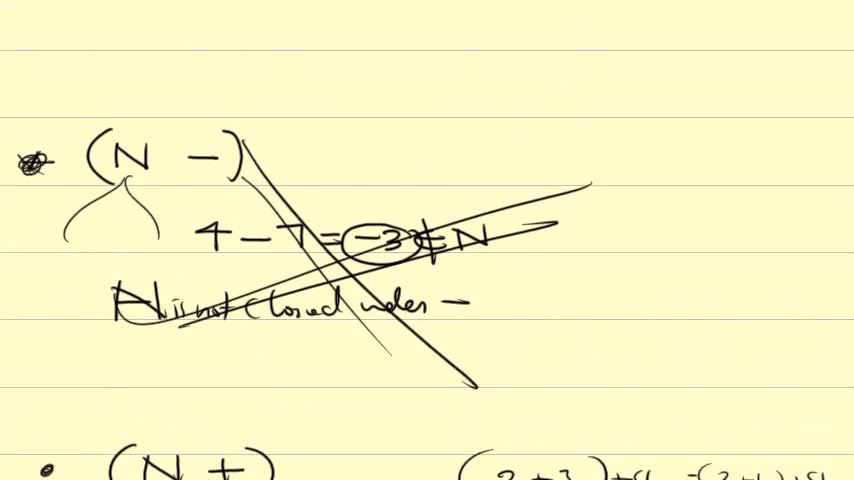 (N -)
4 - 7 = -3 ∉ N
N is not closed under -
(N +)